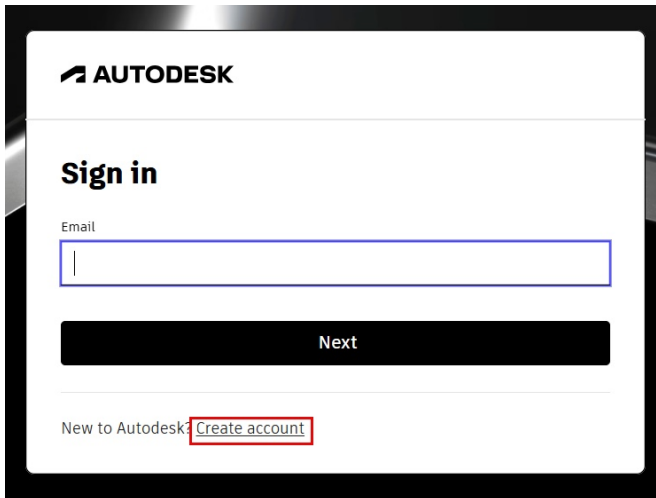 AUTODESK
Sign in
Email
Next
New to Autodesk? Create account